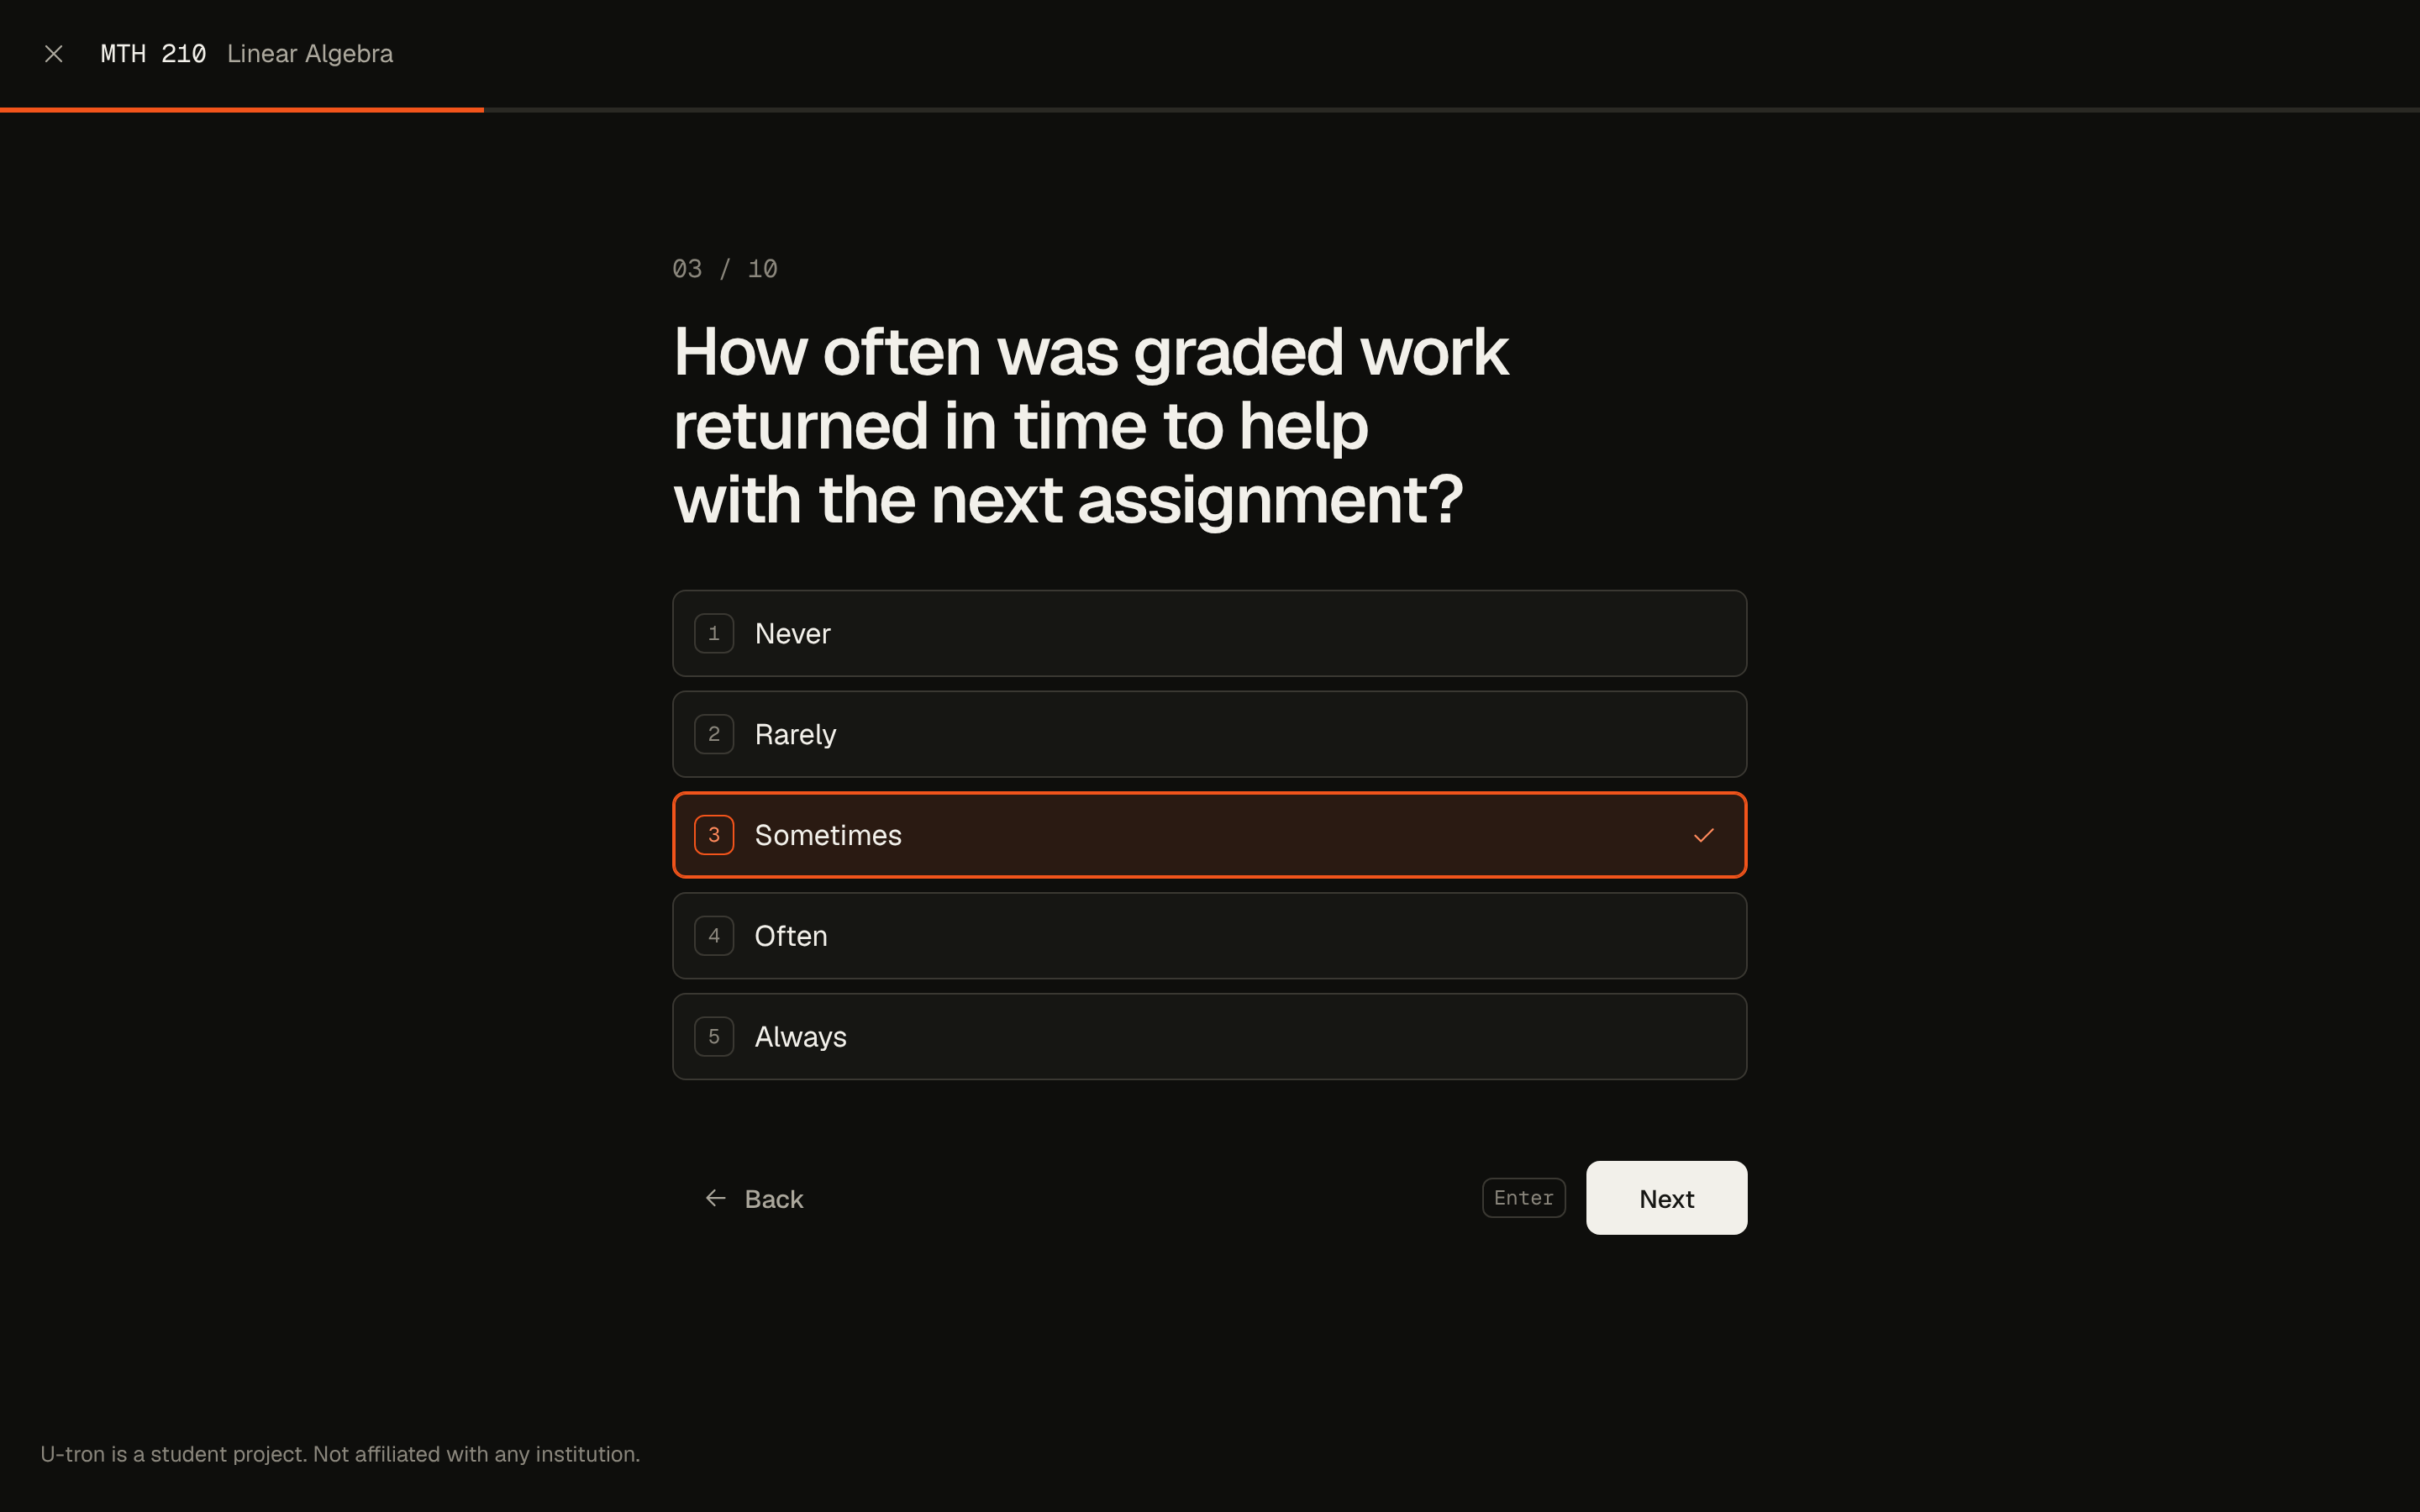 MTH 210 Linear Algebra
03 / 10
How often was graded work
returned in time to help
with the next assignment?
1 Never
2 Rarely
3 Sometimes
4 Often
5 Always
Back
Enter
Next
U-tron is a student project. Not affiliated with any institution.